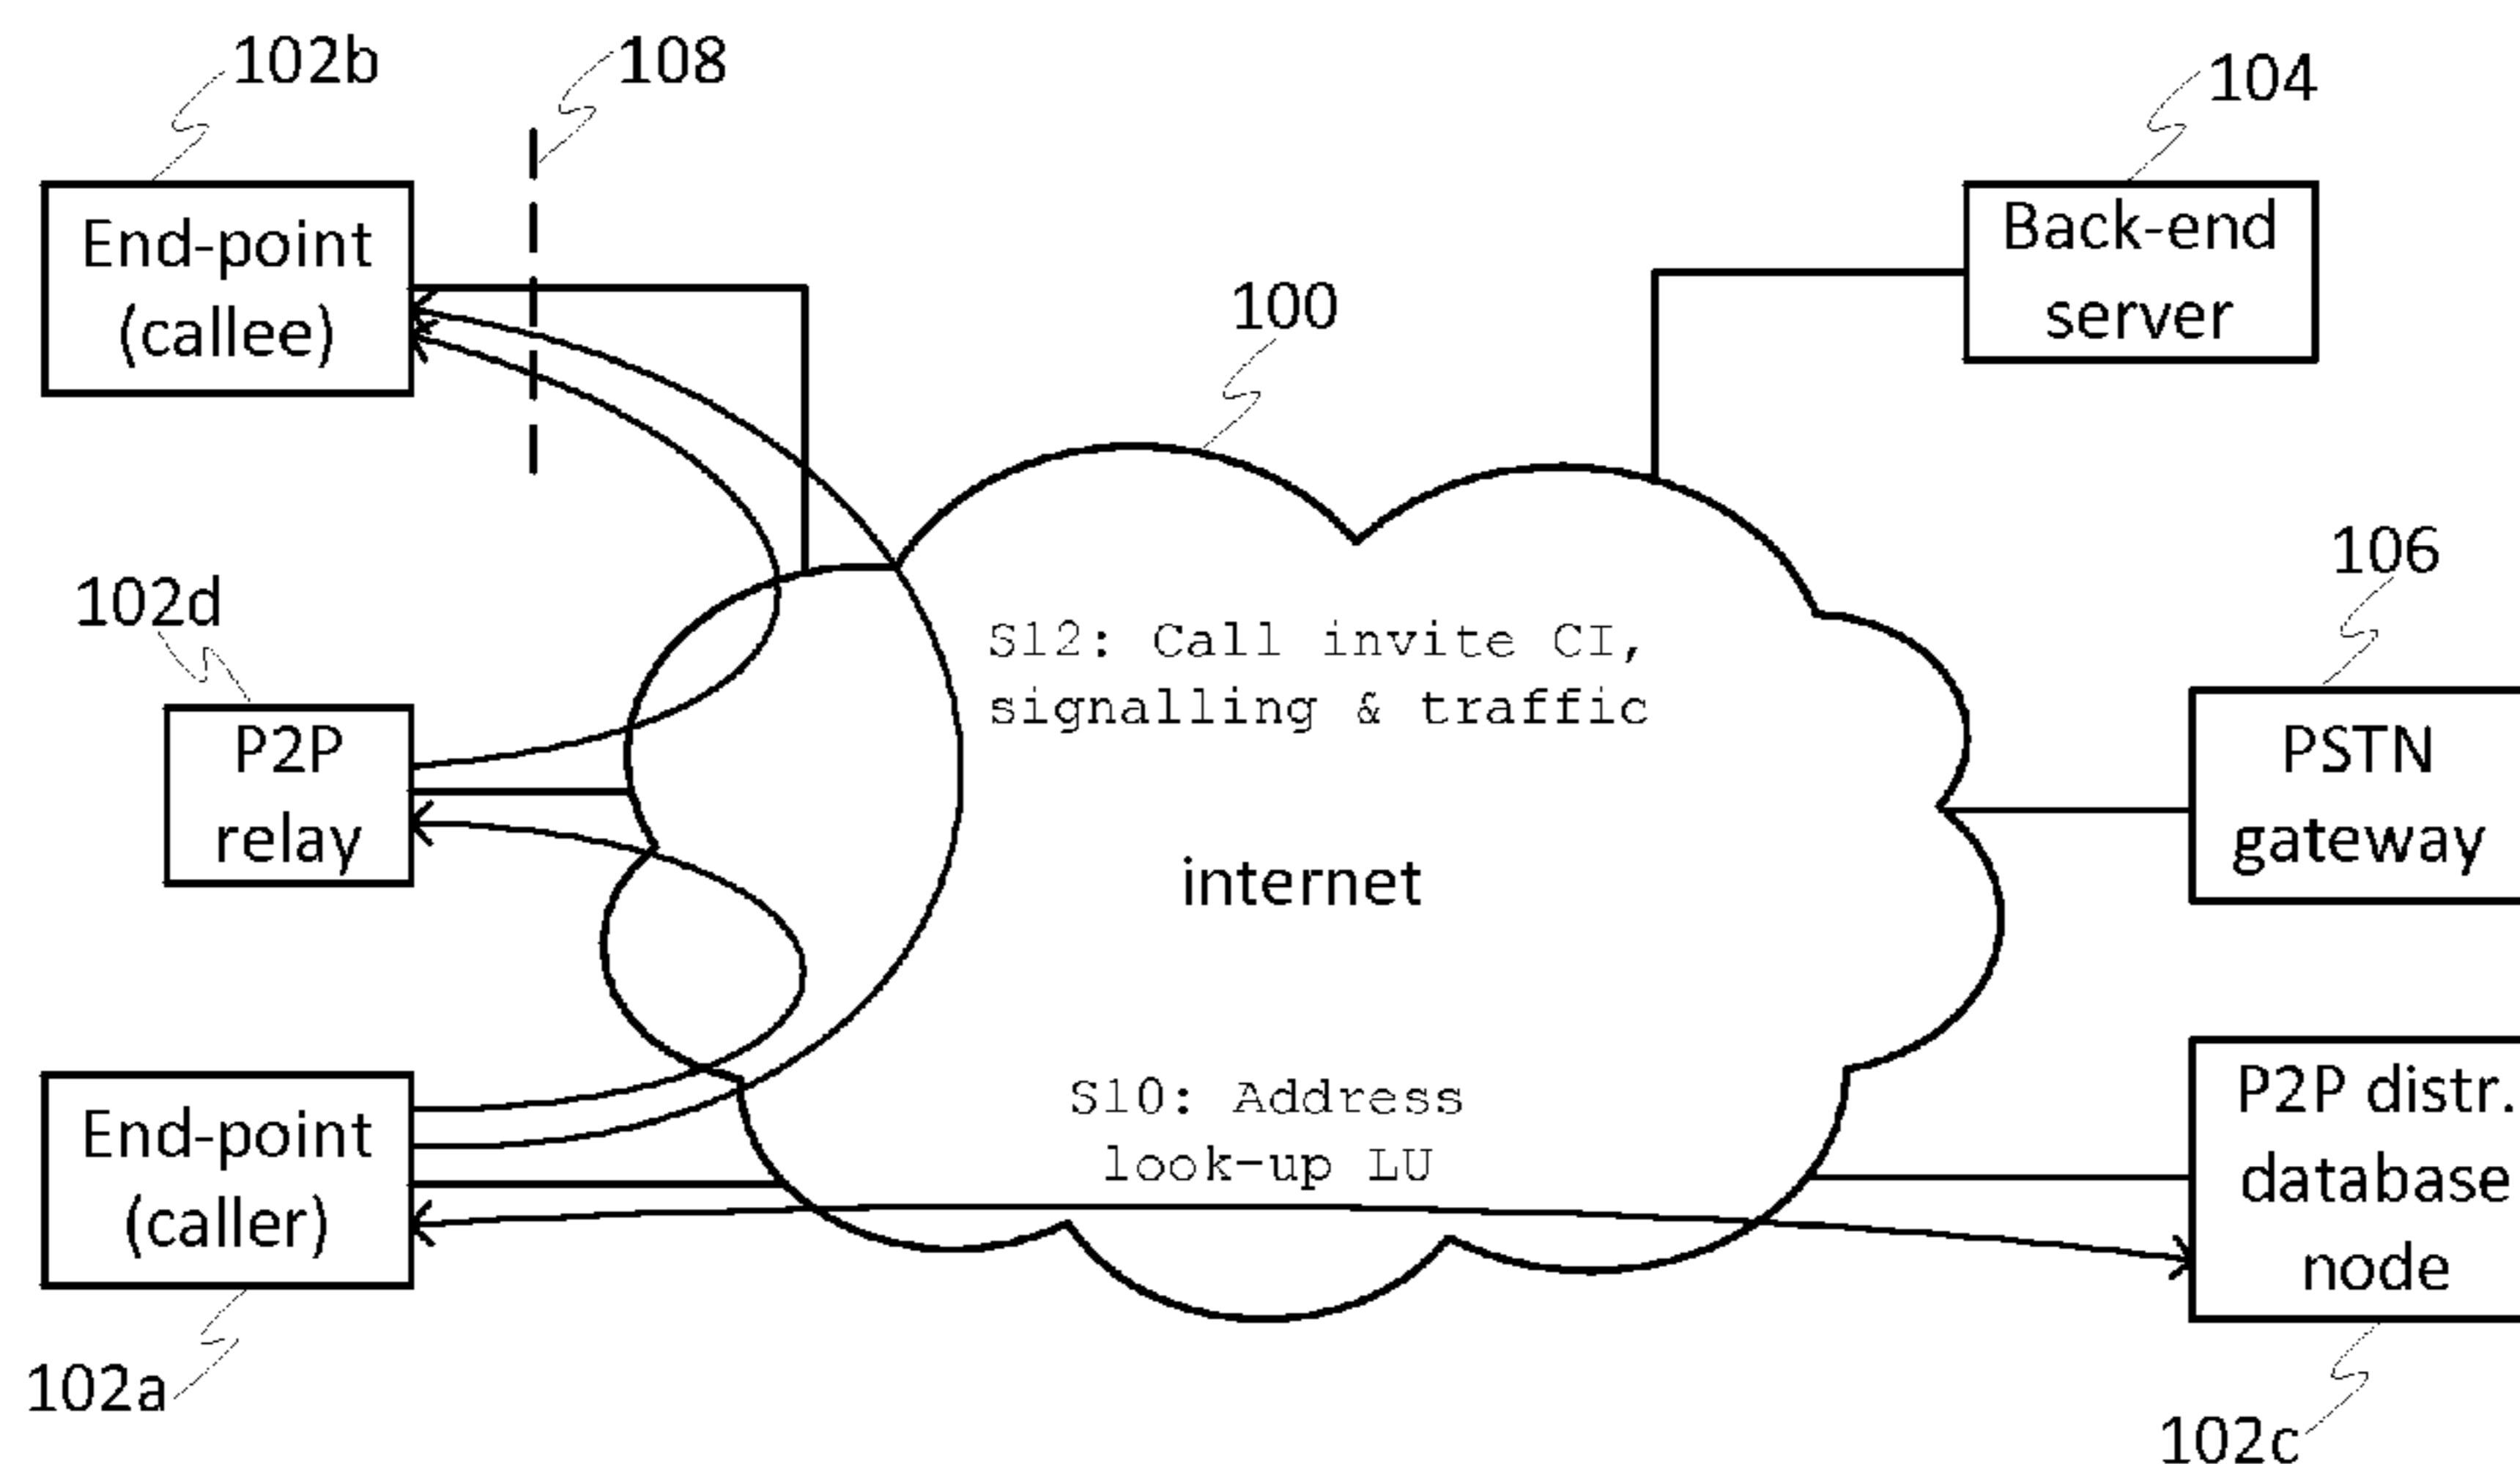 102b
108
104
End-point
(callee)
Back-end
server
100
106
102d
S12: Call invite CI,
signalling & traffic
P2P
relay
PSTN
gateway
internet
End-point
(caller)
S10: Address
look-up LU
P2P distr.
database
node
102a
102c